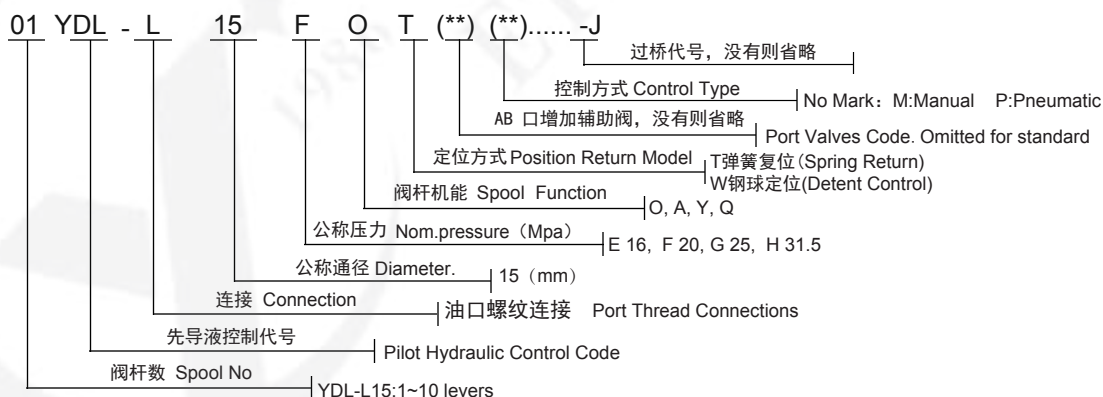 01 YDL - L 15 F O T (**) (**)...... -J
过桥代号，没有则省略
控制方式 Control Type
No Mark：M:Manual P:Pneumatic
AB 口增加辅助阀，没有则省略
Port Valves Code. Omitted for standard
定位方式 Position Return Model
T弹簧复位(Spring Return)
W钢球定位(Detent Control)
阀杆机能 Spool Function
O, A, Y, Q
公称压力 Nom.pressure（Mpa）
E 16, F 20, G 25, H 31.5
公称通径 Diameter.
15（mm）
连接 Connection
油口螺纹连接 Port Thread Connections
先导液控制代号
Pilot Hydraulic Control Code
阀杆数 Spool No
YDL-L15:1~10 levers